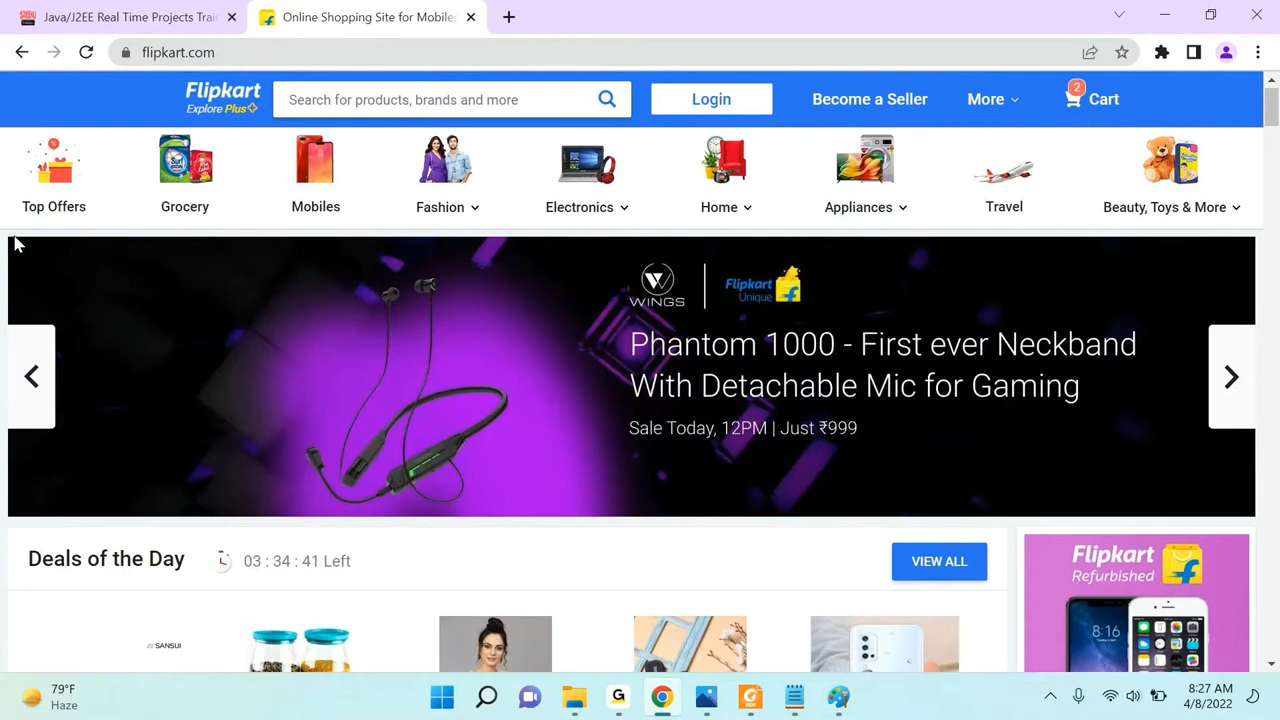 Java/J2EE Real Time Projects Trai
Online Shopping Site for Mobiles
flipkart.com
Flipkart
Explore Plus
Search for products, brands and more
Login
Become a Seller
More
2
Cart
Top Offers
Grocery
Mobiles
Fashion
Electronics
Home
Appliances
Travel
Beauty, Toys & More
WINGS
Flipkart
Unique
Phantom 1000 - First ever Neckband
With Detachable Mic for Gaming
Sale Today, 12PM | Just ₹999
Deals of the Day
03 : 34 : 41 Left
VIEW ALL
Flipkart
Refurbished
SANSUI
8:16
79°F
Haze
8:27 AM
4/8/2022